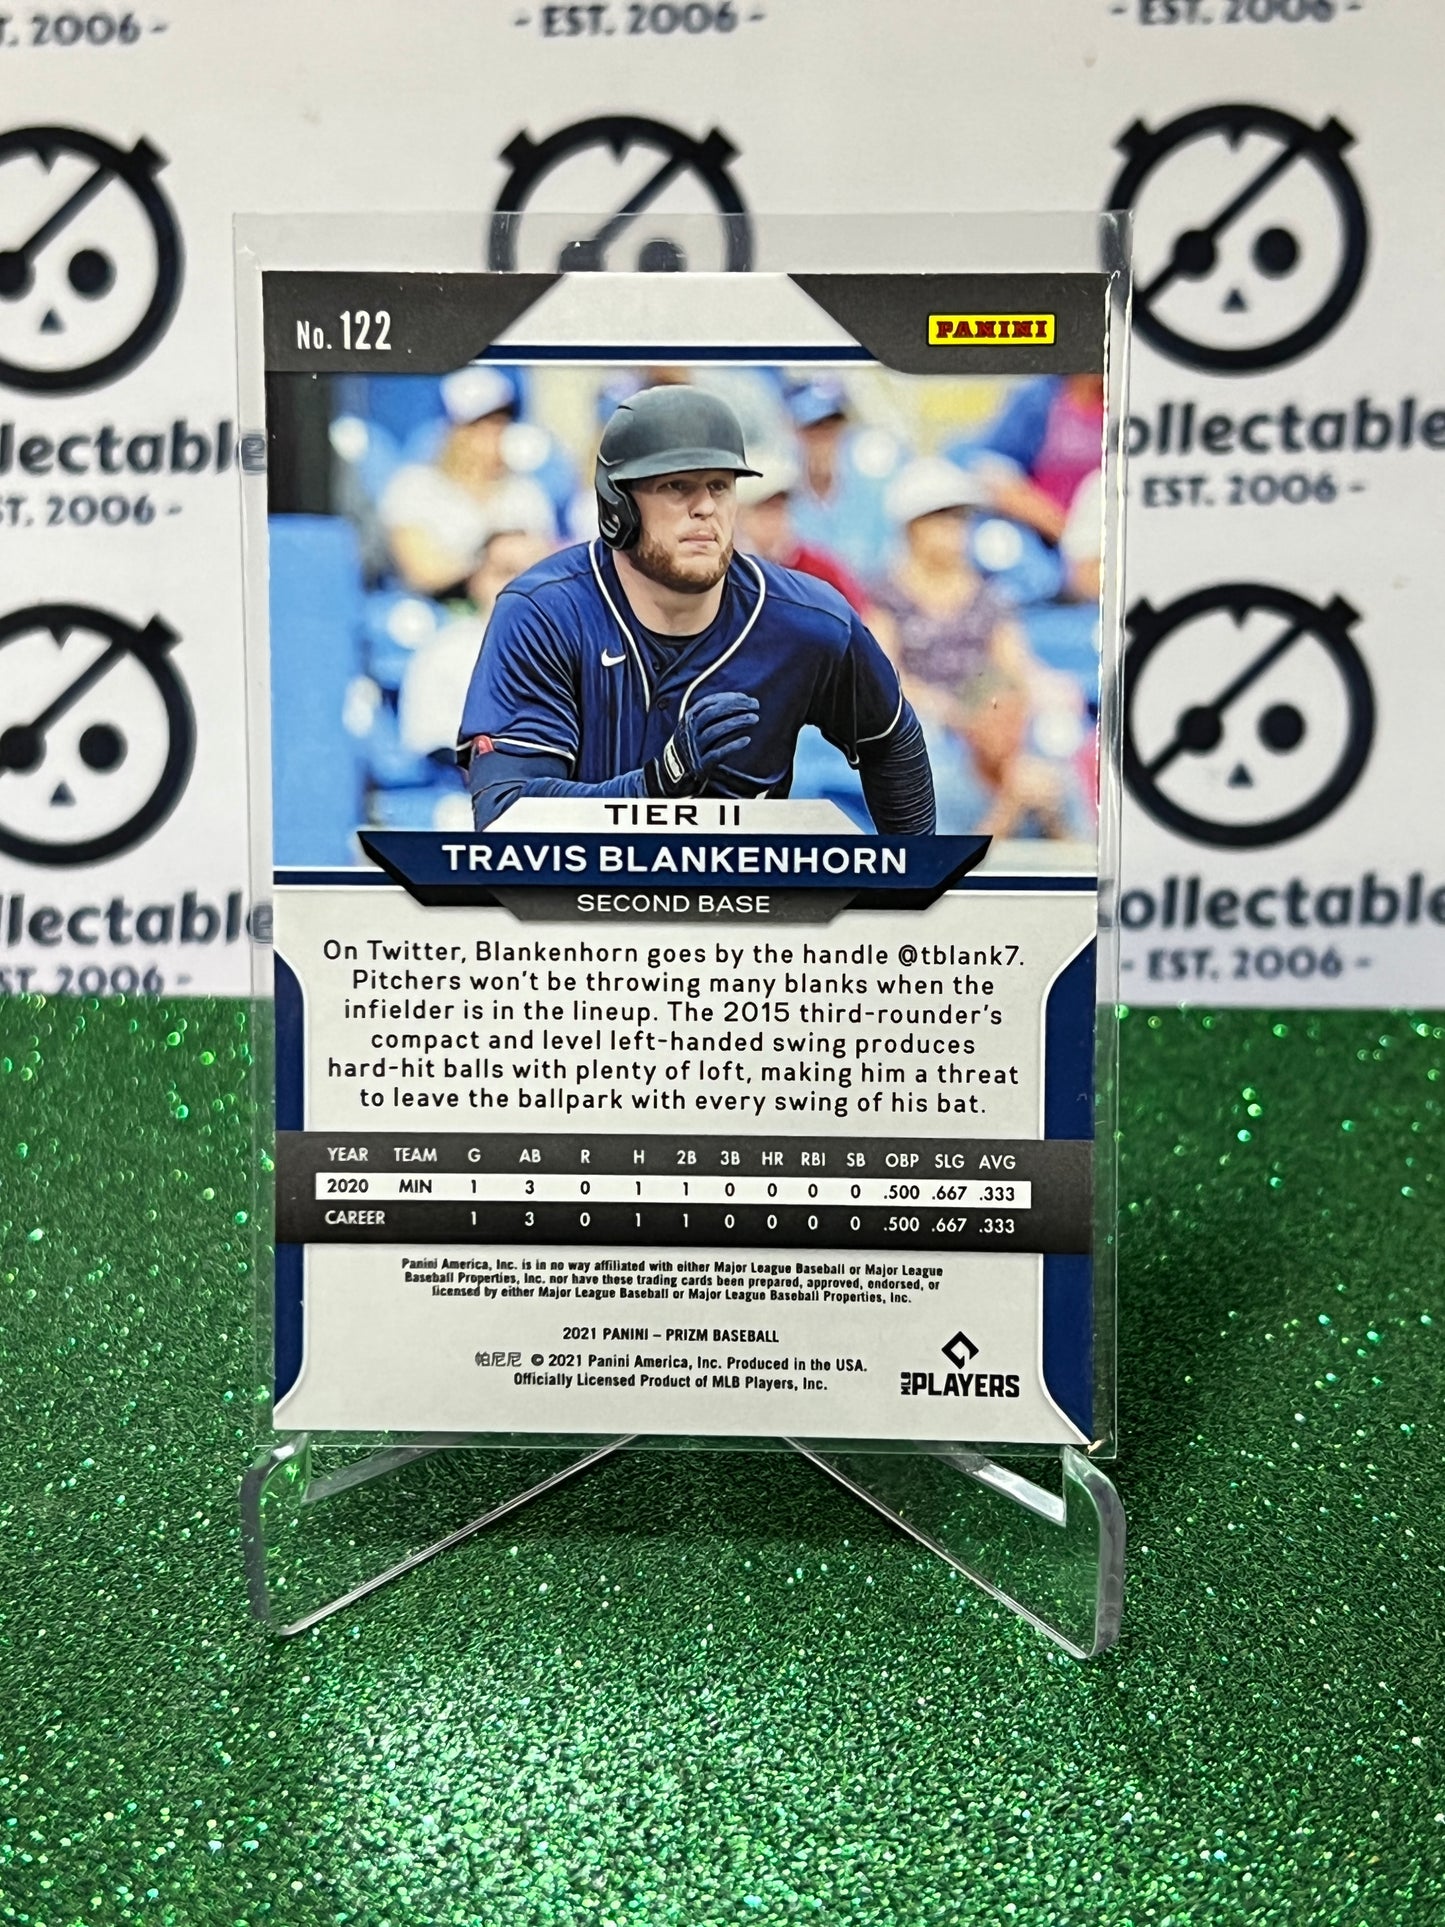 T. 2006 -
- EST. 2006 -
- EST. 2006 -
llectable
ST. 2006 -
ollectable
EST. 2006 -
llectable
ST. 2006 -
ollectable
- EST. 2006 -
No. 122
PANINI
TIER II
TRAVIS BLANKENHORN
SECOND BASE
On Twitter, Blankenhorn goes by the handle @tblank7.
Pitchers won't be throwing many blanks when the
infielder is in the lineup. The 2015 third-rounder's
compact and level left-handed swing produces
hard-hit balls with plenty of loft, making him a threat
to leave the ballpark with every swing of his bat.
YEAR TEAM G AB R H 2B 3B HR RBI SB OBP SLG AVG
2020 MIN 1 3 0 1 1 0 0 0 0 .500 .667 .333
CAREER 1 3 0 1 1 0 0 0 0 .500 .667 .333
Panini America, Inc. is in no way affiliated with either Major League Baseball or Major League
Baseball Properties, Inc. nor have these trading cards been prepared, approved, endorsed, or
licensed by either Major League Baseball or Major League Baseball Properties, Inc.
2021 PANINI – PRIZM BASEBALL
帕尼尼 © 2021 Panini America, Inc. Produced in the USA.
Officially Licensed Product of MLB Players, Inc.
MLB PLAYERS